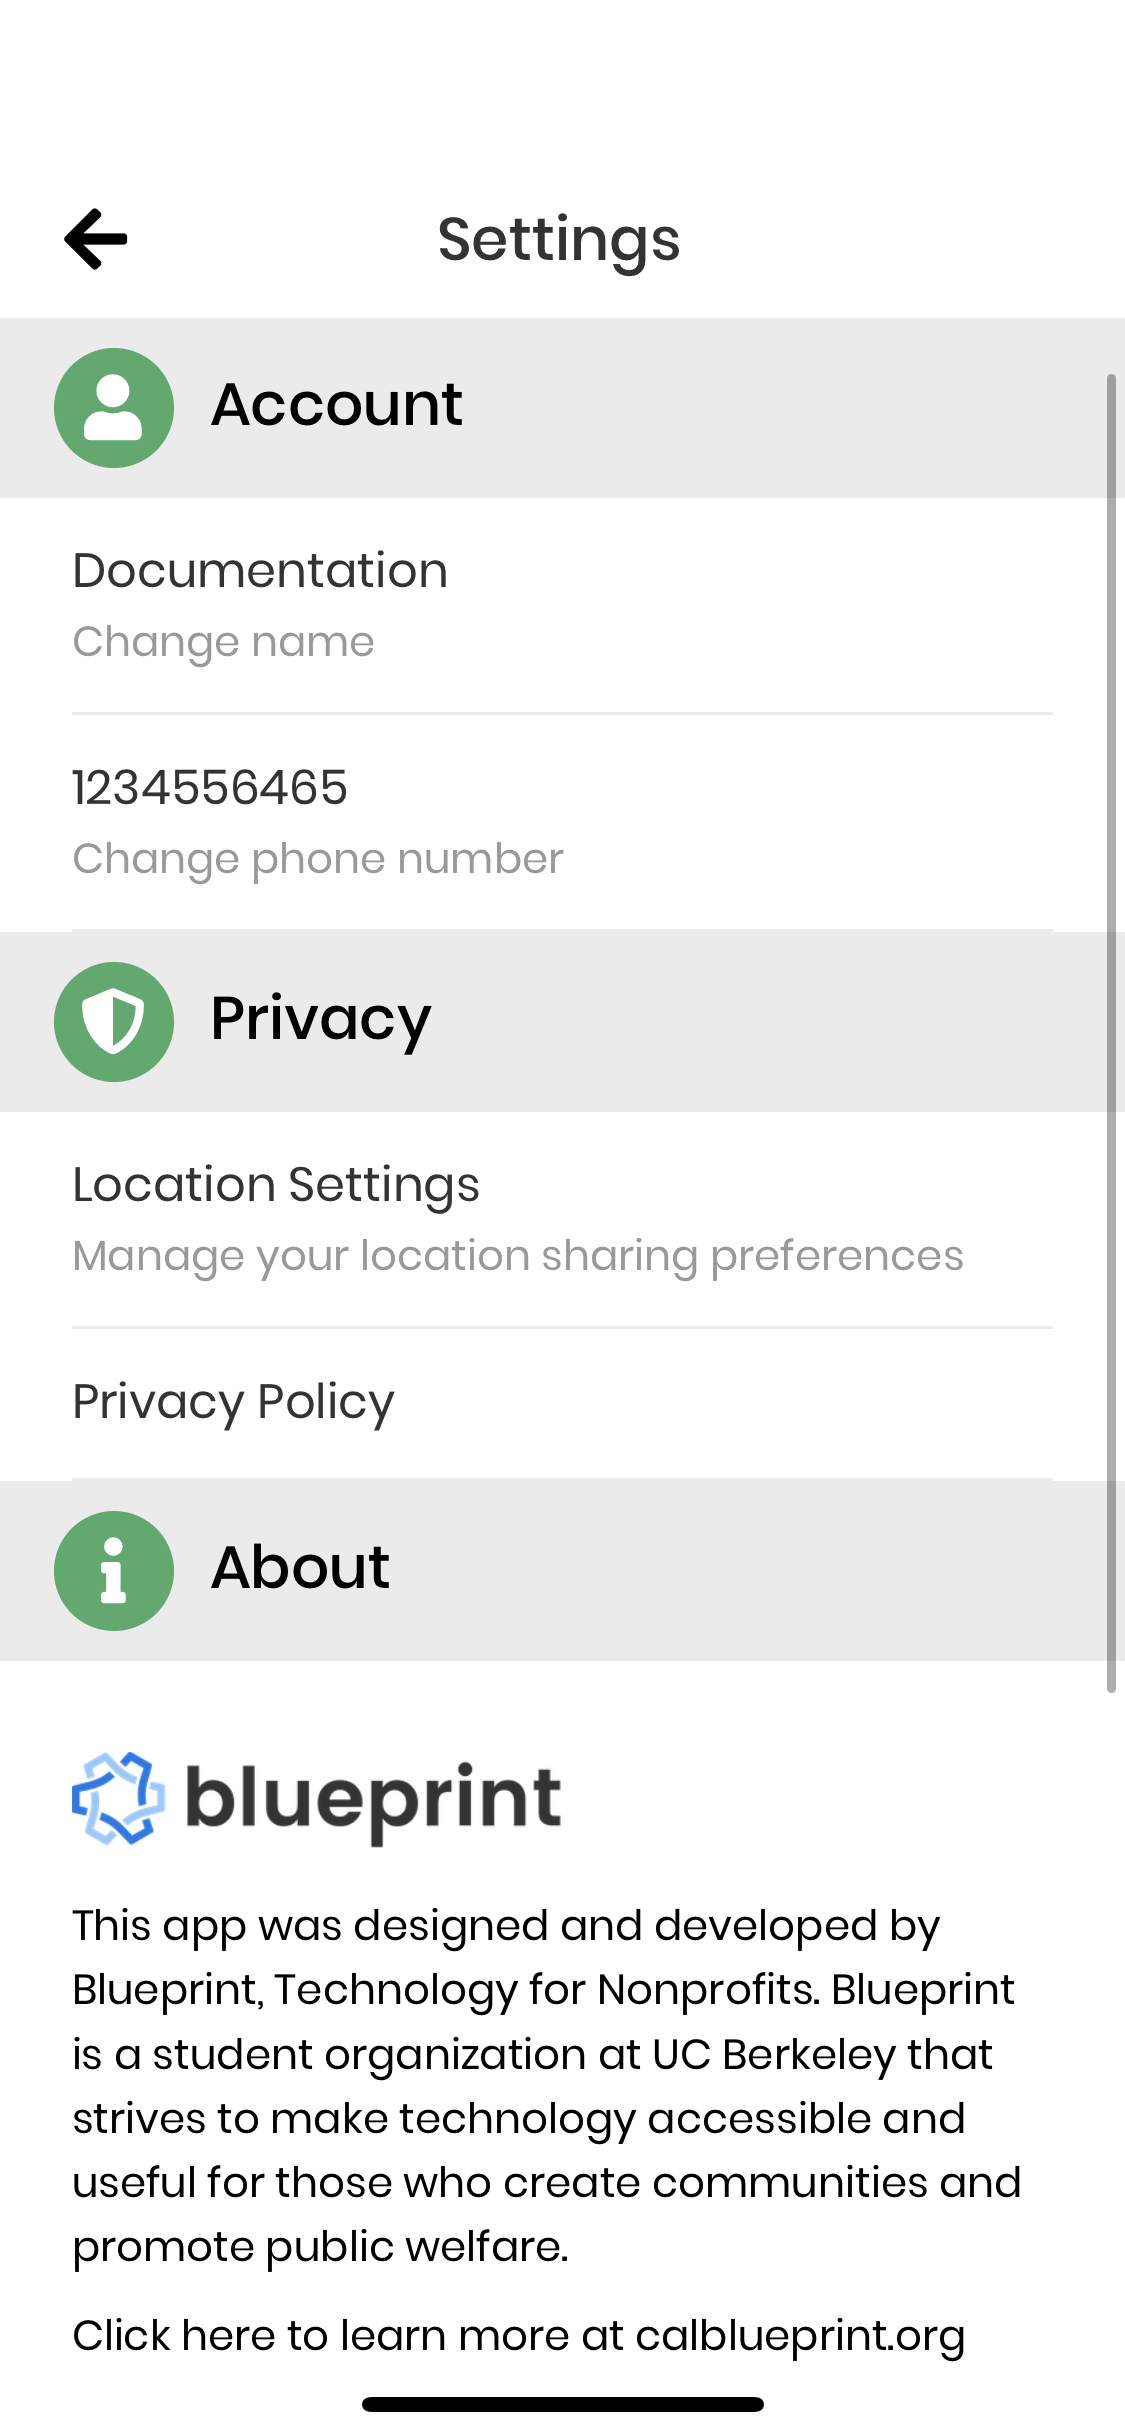 Settings
Account
Documentation
Change name
1234556465
Change phone number
Privacy
Location Settings
Manage your location sharing preferences
Privacy Policy
About
blueprint
This app was designed and developed by
Blueprint, Technology for Nonprofits. Blueprint
is a student organization at UC Berkeley that
strives to make technology accessible and
useful for those who create communities and
promote public welfare.
Click here to learn more at calblueprint.org